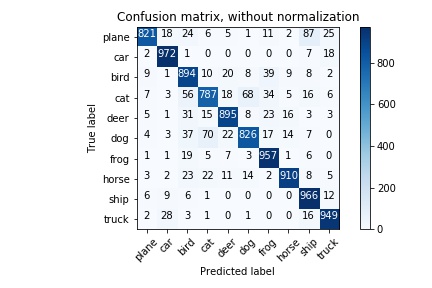 Confusion matrix, without normalization
plane 821 18 24 6 5 1 11 2 87 25
car 2 972 1 0 0 0 0 0 7 18
bird 9 1 894 10 20 8 39 9 8 2
cat 7 3 56 787 18 68 34 5 16 6
deer 5 1 31 15 895 8 23 16 3 3
dog 4 3 37 70 22 826 17 14 7 0
frog 1 1 19 5 7 3 957 1 6 0
horse 3 2 23 22 11 14 2 910 8 5
ship 6 9 6 1 0 0 0 0 966 12
truck 2 28 3 1 0 1 0 0 16 949
plane car bird cat deer dog frog horse ship truck
True label
Predicted label
800
600
400
200
0